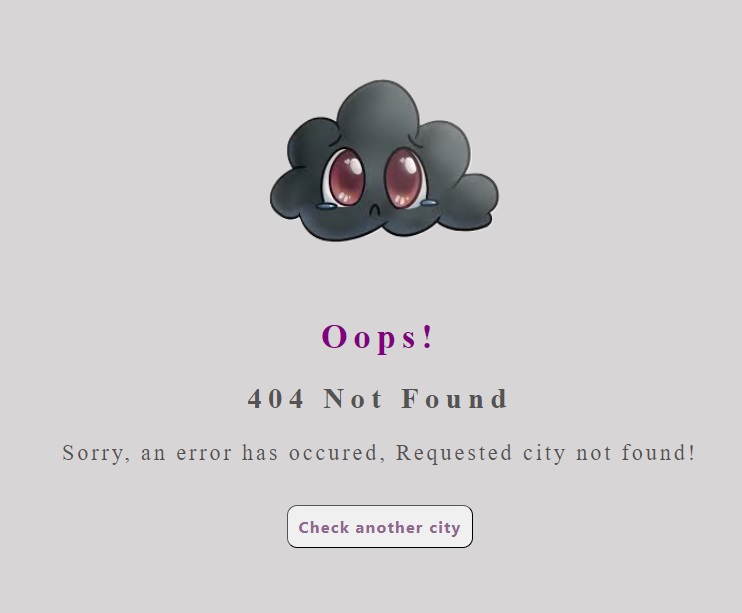 Oops!
404 Not Found
Sorry, an error has occured, Requested city not found!
Check another city